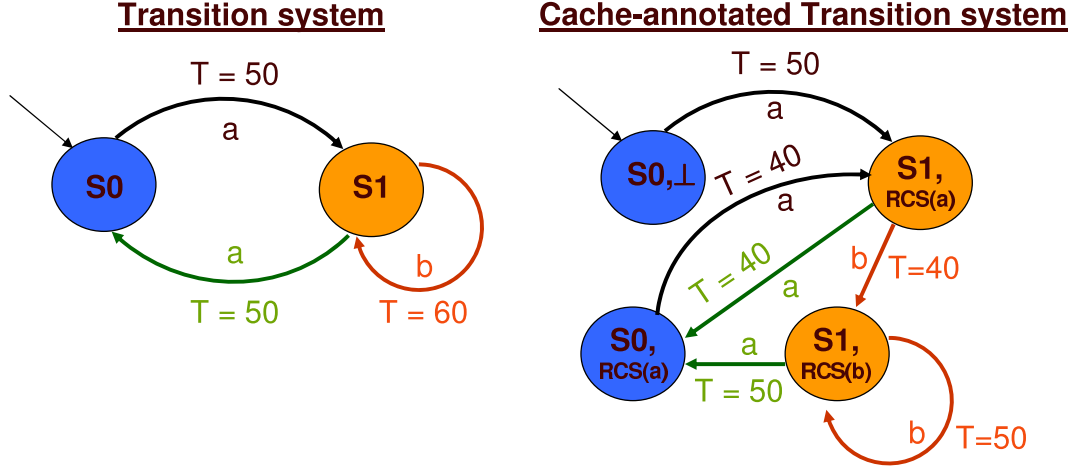 Transition system
T = 50
a
S0
S1
a
b
T = 50
T = 60
Cache-annotated Transition system
T = 50
a
S0,⊥
T = 40
a
S1,
RCS(a)
T = 40
a
b
T=40
S0,
RCS(a)
a
T = 50
S1,
RCS(b)
b
T=50